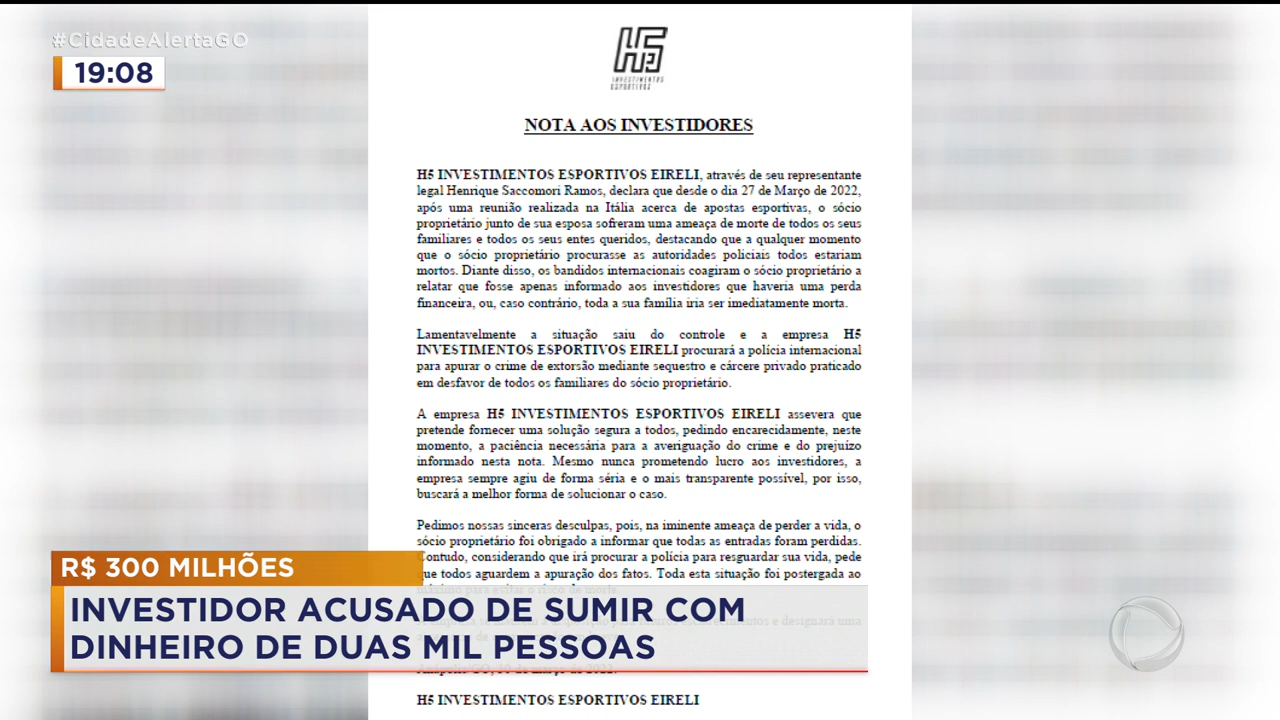 #CidadeAlertaGO
19:08
H5
INVESTIMENTOS
ESPORTIVOS
NOTA AOS INVESTIDORES
H5 INVESTIMENTOS ESPORTIVOS EIRELI, através de seu representante
legal Henrique Saccomori Ramos, declara que desde o dia 27 de Março de 2022,
após uma reunião realizada na Itália acerca de apostas esportivas, o sócio
proprietário junto de sua esposa sofreram uma ameaça de morte de todos os seus
familiares e todos os seus entes queridos, destacando que a qualquer momento
que o sócio proprietário procurasse as autoridades policiais todos estariam
mortos. Diante disso, os bandidos internacionais coagiram o sócio proprietário a
relatar que fosse apenas informado aos investidores que haveria uma perda
financeira, ou, caso contrário, toda a sua família iria ser imediatamente morta.
Lamentavelmente a situação saiu do controle e a empresa H5
INVESTIMENTOS ESPORTIVOS EIRELI procurará a polícia internacional
para apurar o crime de extorsão mediante sequestro e cárcere privado praticado
em desfavor de todos os familiares do sócio proprietário.
A empresa H5 INVESTIMENTOS ESPORTIVOS EIRELI assevera que
pretende fornecer uma solução segura a todos, pedindo encarecidamente, neste
momento, a paciência necessária para a averiguação do crime e do prejuízo
informado nesta nota. Mesmo nunca prometendo lucro aos investidores, a
empresa sempre agiu de forma séria e o mais transparente possível, por isso,
buscará a melhor forma de solucionar o caso.
Pedimos nossas sinceras desculpas, pois, na iminente ameaça de perder a vida, o
sócio proprietário foi obrigado a informar que todas as entradas foram perdidas.
Contudo, considerando que irá procurar a polícia para resguardar sua vida, pede
que todos aguardem a apuração dos fatos. Toda esta situação foi postergada ao
máximo para evitar o risco de morte.
R$ 300 MILHÕES
INVESTIDOR ACUSADO DE SUMIR COM
DINHEIRO DE DUAS MIL PESSOAS
H5 INVESTIMENTOS ESPORTIVOS EIRELI